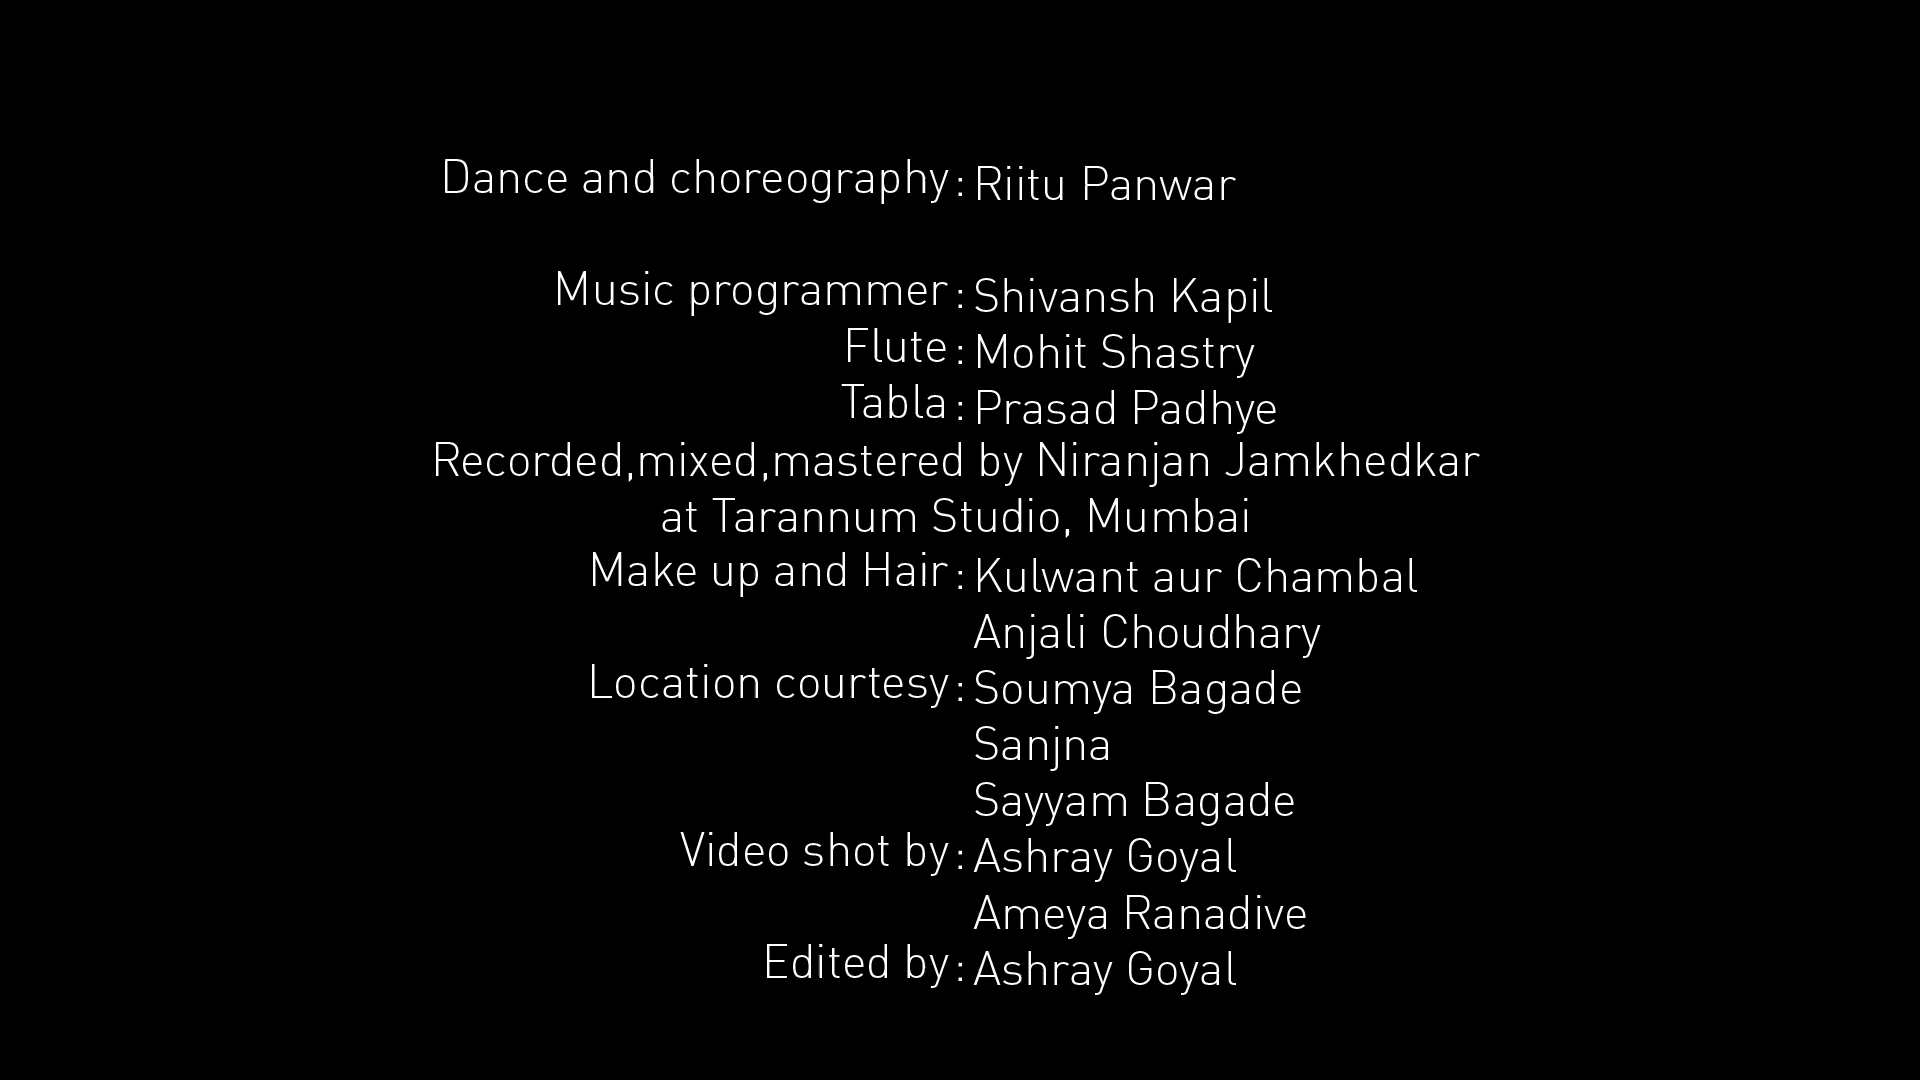 Dance and choreography : Riitu Panwar
Music programmer : Shivansh Kapil
Flute : Mohit Shastry
Tabla : Prasad Padhye
Recorded,mixed,mastered by Niranjan Jamkhedkar
at Tarannum Studio, Mumbai
Make up and Hair : Kulwant aur Chambal
Anjali Choudhary
Location courtesy : Soumya Bagade
Sanjna
Sayyam Bagade
Video shot by : Ashray Goyal
Ameya Ranadive
Edited by : Ashray Goyal